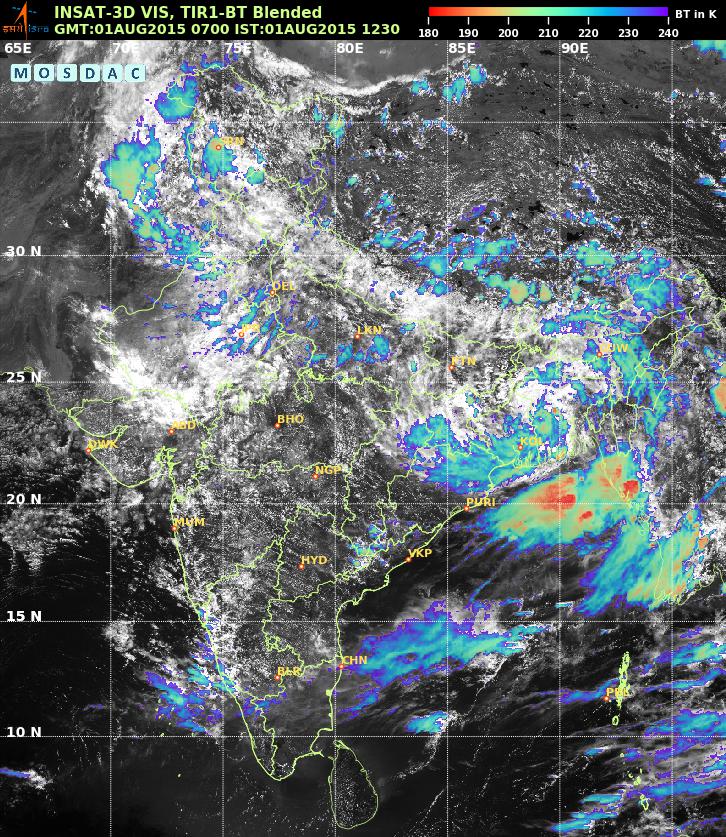 INSAT-3D VIS, TIR1-BT Blended
GMT:01AUG2015 0700 IST:01AUG2015 1230
BT in K
180 190 200 210 220 230 240
65E 70E 75E 80E 85E 90E
M O S D A C
30 N
DEL
LKN
PTN
25 N
ABD
BHO
DWK
KOL
NGP
20 N
PURI
MUM
VKP
HYD
15 N
CHN
BLR
10 N